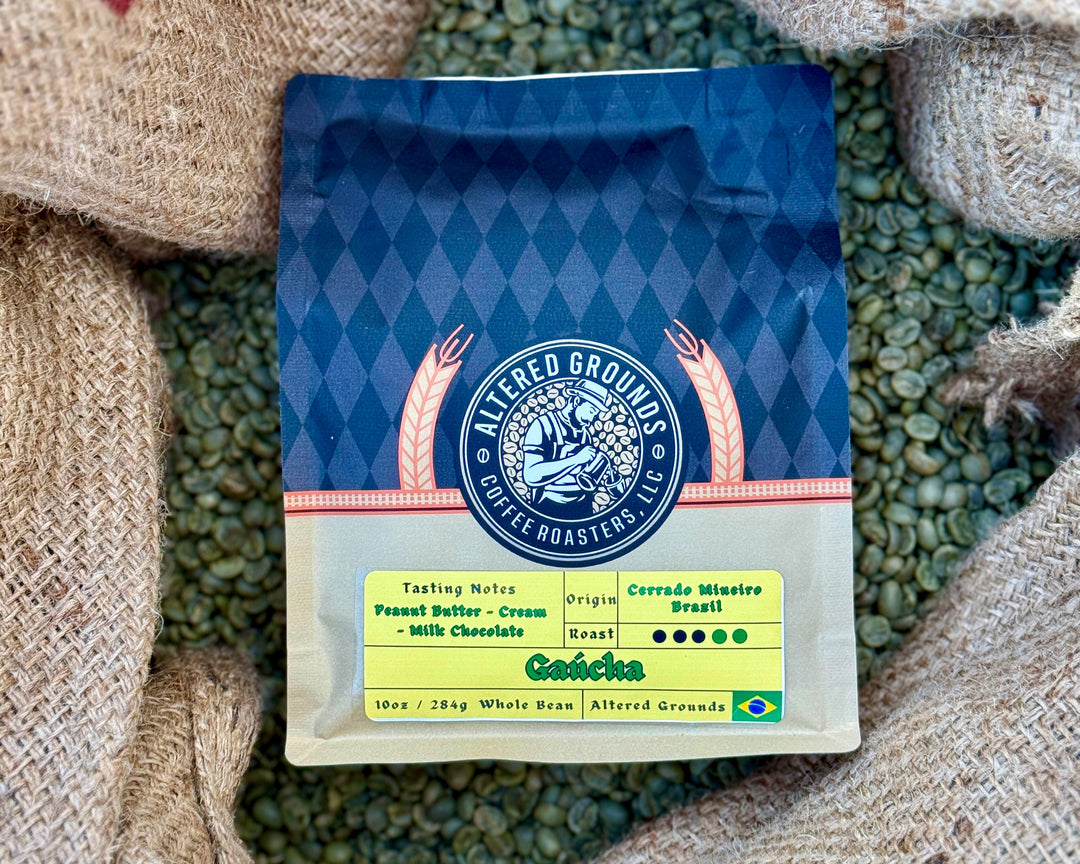 ALTERED GROUNDS
COFFEE ROASTERS, LLC
Tasting Notes
Peanut Butter - Cream
- Milk Chocolate
Origin
Cerrado Mineiro
Brazil
Roast
Gaúcha
10oz / 284g Whole Bean
Altered Grounds